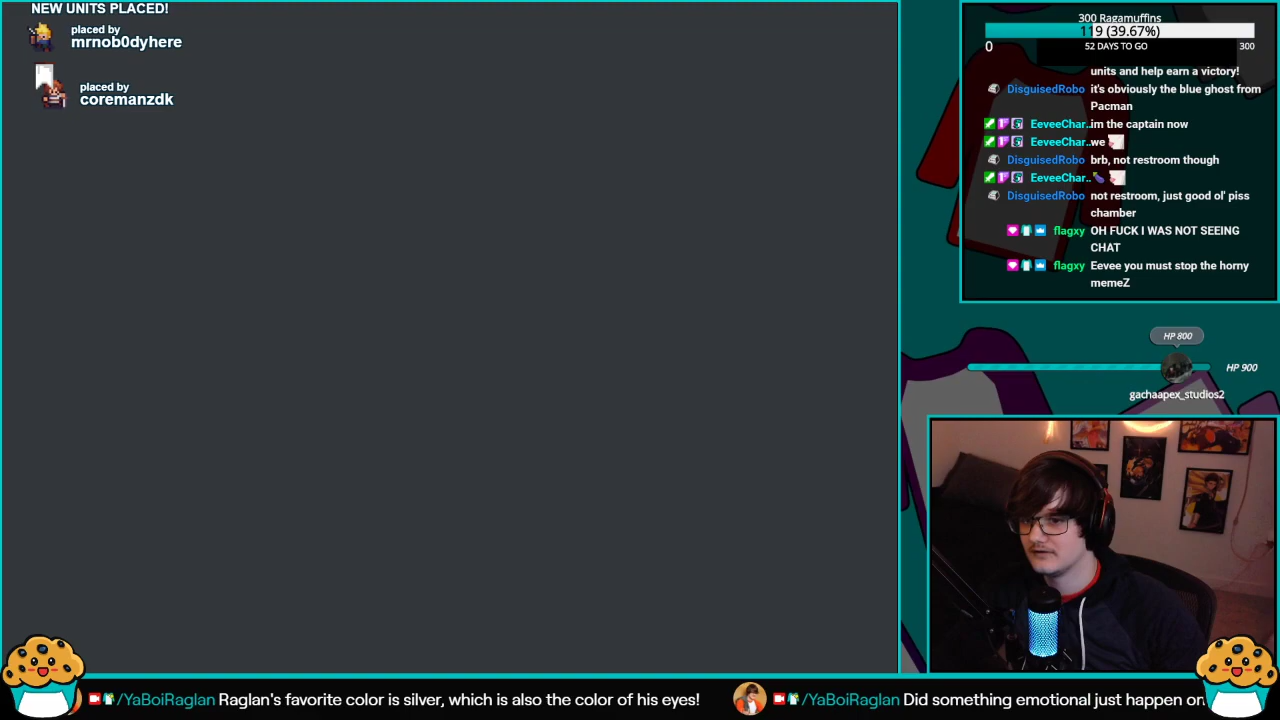 NEW UNITS PLACED!
placed by
mrnob0dyhere
placed by
coremanzdk
300 Ragamuffins
119 (39.67%)
0
52 DAYS TO GO
300
units and help earn a victory!
DisguisedRobo it's obviously the blue ghost from
Pacman
EeveeChar.. im the captain now
EeveeChar.. we
DisguisedRobo brb, not restroom though
EeveeChar..
DisguisedRobo not restroom, just good ol' piss
chamber
flagxy OH FUCK I WAS NOT SEEING
CHAT
flagxy Eevee you must stop the horny
memeZ
HP 800
HP 900
gachaapex_studios2
/YaBoiRaglan Raglan's favorite color is silver, which is also the color of his eyes!
/YaBoiRaglan Did something emotional just happen on